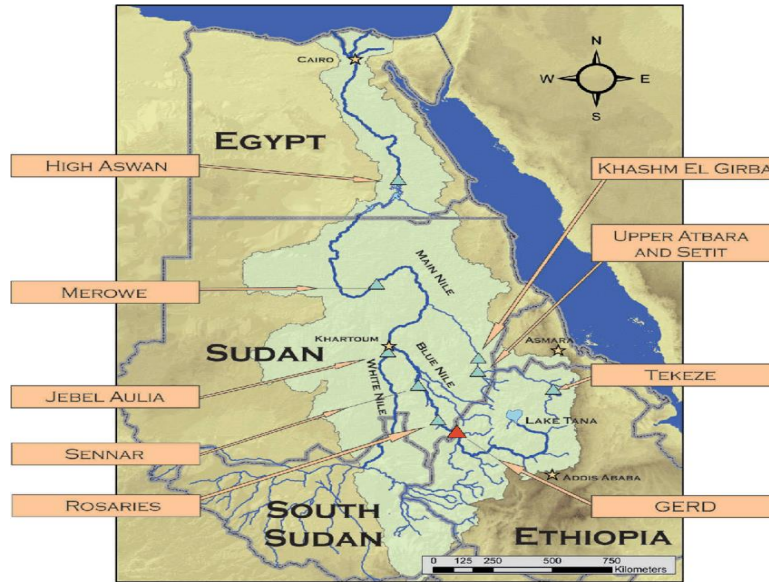 N
W E
S
CAIRO
EGYPT
HIGH ASWAN
KHASHM EL GIRBA
UPPER ATBARA
AND SETIT
MAIN NILE
MEROWE
KHARTOUM
ASMARA
SUDAN
BLUE NILE
WHITE NILE
JEBEL AULIA
TEKEZE
LAKE TANA
SENNAR
ADDIS ABABA
ROSARIES
GERD
SOUTH
SUDAN
ETHIOPIA
0 125 250 500 750
Kilometers